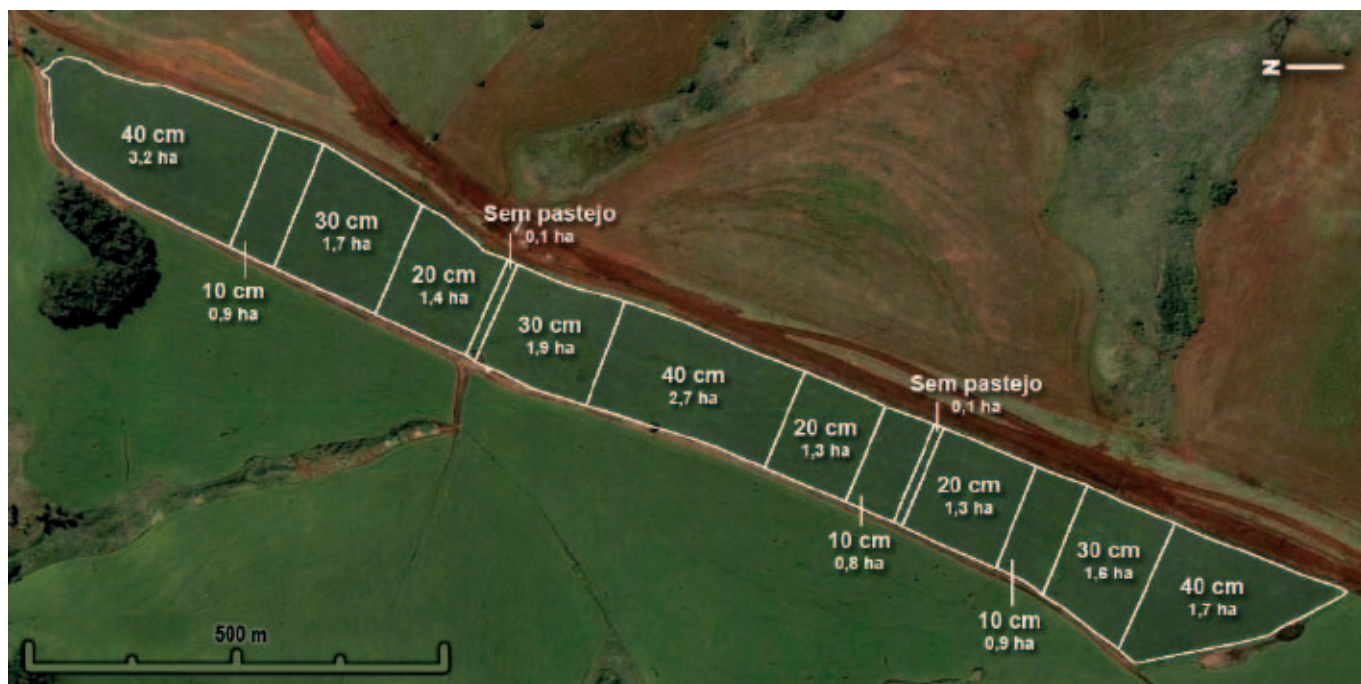 N
40 cm
3,2 ha
10 cm
0,9 ha
30 cm
1,7 ha
20 cm
1,4 ha
Sem pastejo
0,1 ha
30 cm
1,9 ha
40 cm
2,7 ha
20 cm
1,3 ha
10 cm
0,8 ha
Sem pastejo
0,1 ha
20 cm
1,3 ha
10 cm
0,9 ha
30 cm
1,6 ha
40 cm
1,7 ha
500 m